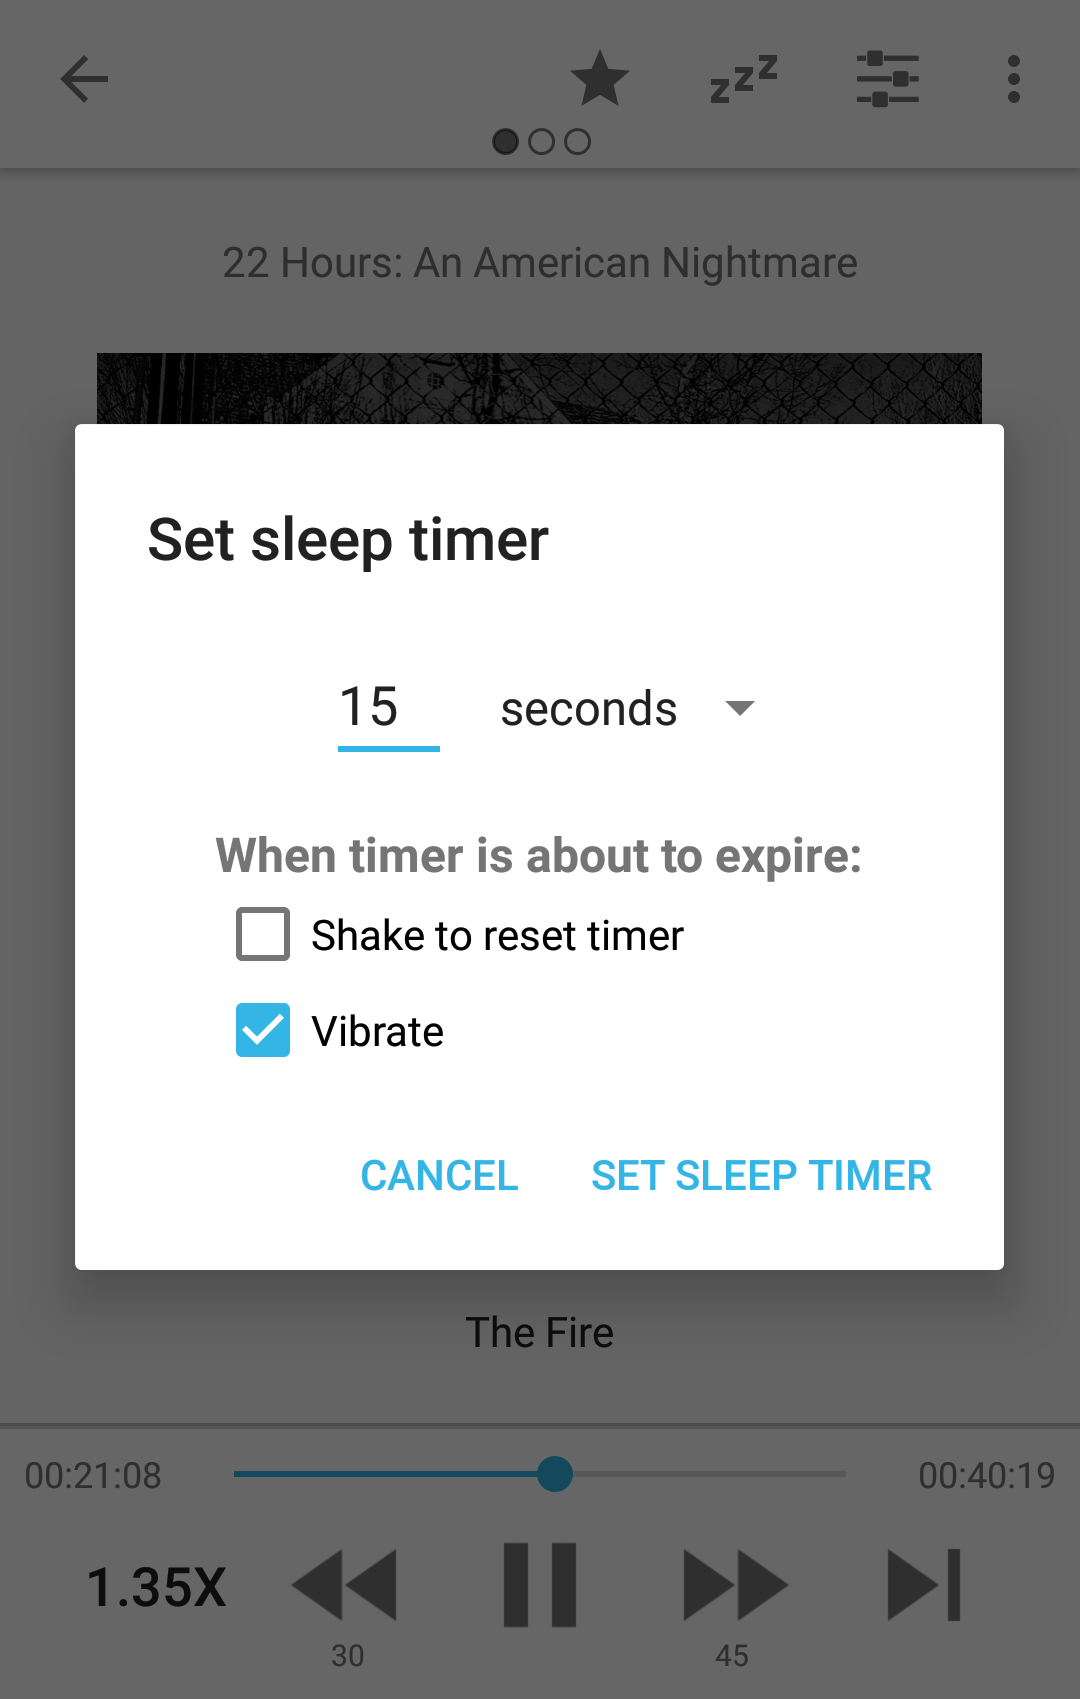 zzz
22 Hours: An American Nightmare
Set sleep timer
15 seconds
When timer is about to expire:
Shake to reset timer
Vibrate
CANCEL SET SLEEP TIMER
The Fire
00:21:08 00:40:19
1.35X
30 45